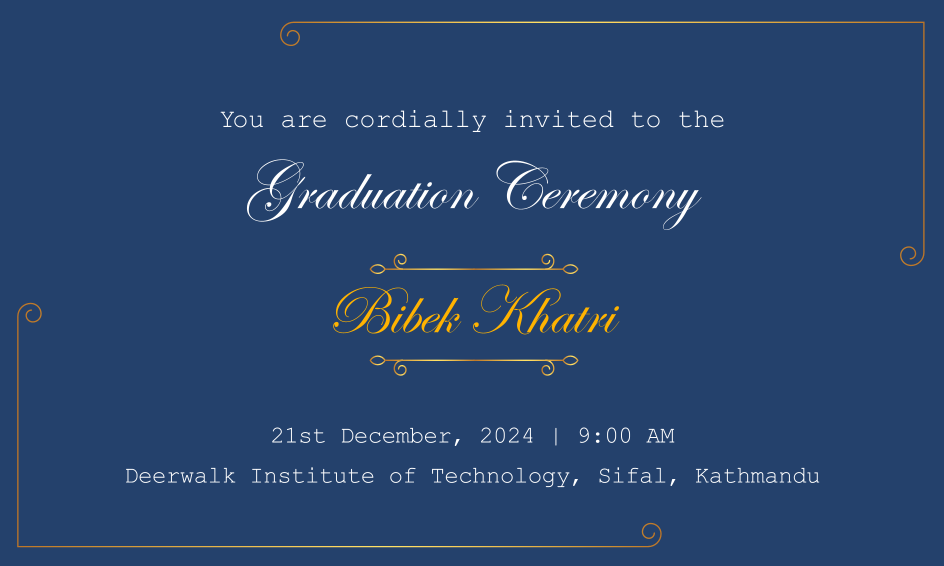 You are cordially invited to the
Graduation Ceremony
Bibek Khatri
21st December, 2024 | 9:00 AM
Deerwalk Institute of Technology, Sifal, Kathmandu